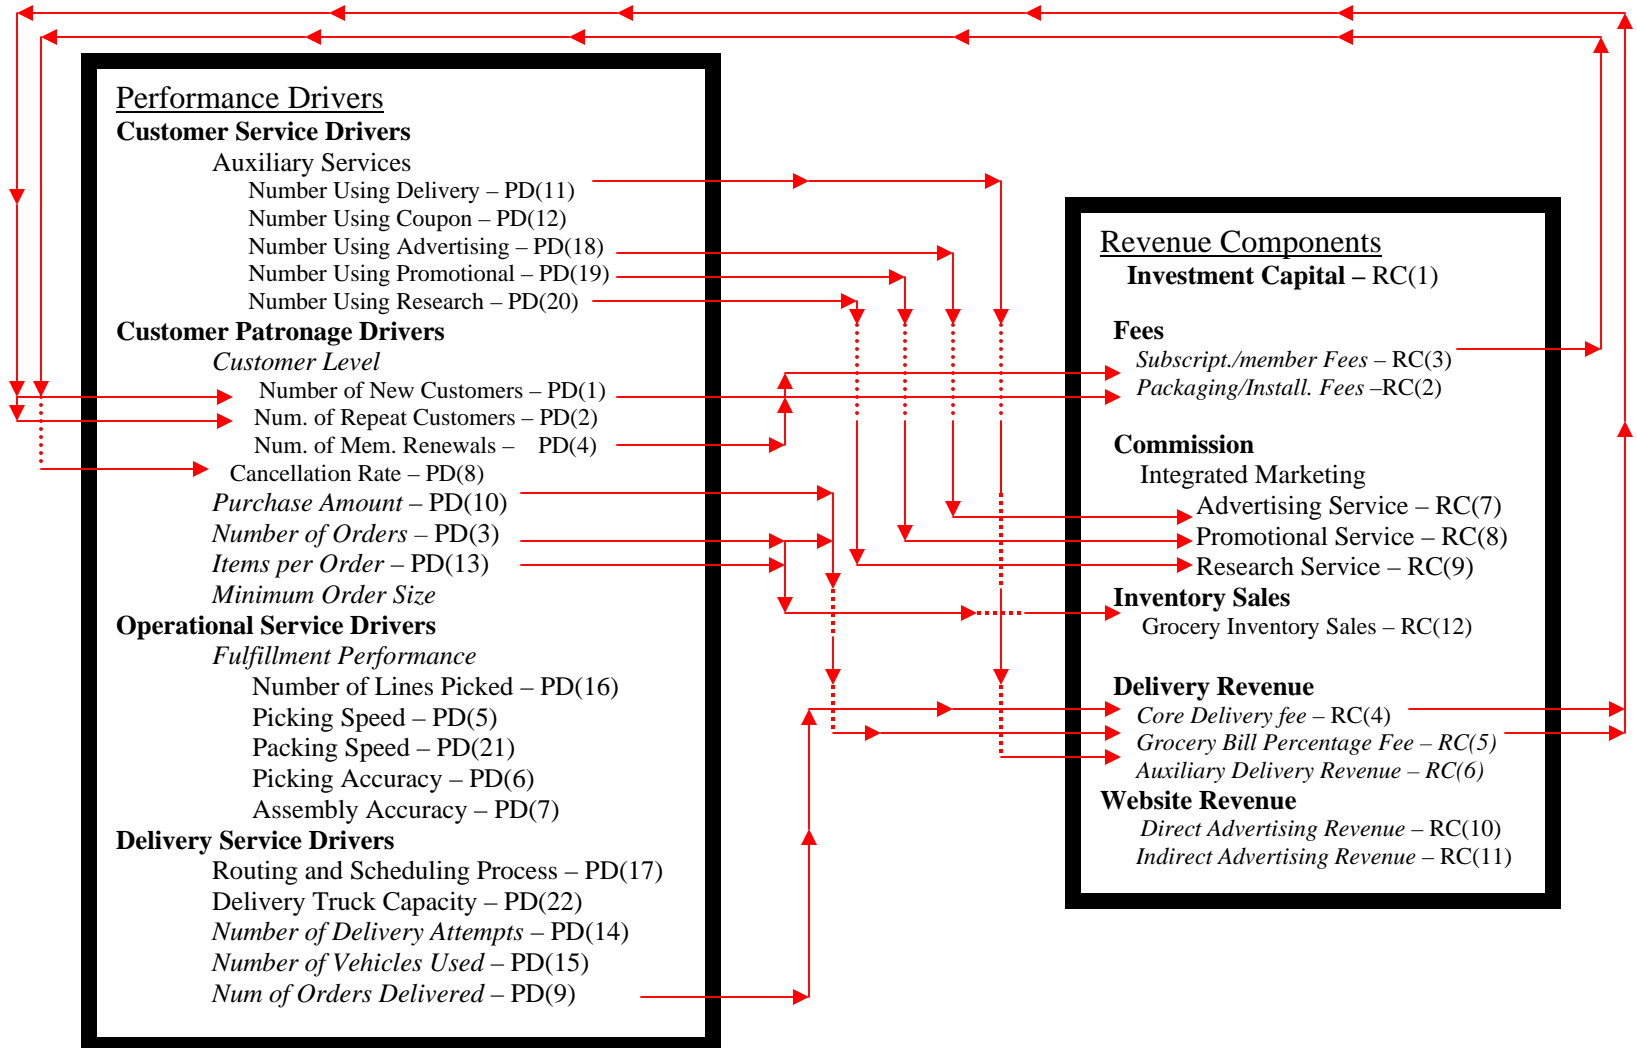 Performance Drivers
Customer Service Drivers
Auxiliary Services
Number Using Delivery – PD(11)
Number Using Coupon – PD(12)
Number Using Advertising – PD(18)
Number Using Promotional – PD(19)
Number Using Research – PD(20)
Customer Patronage Drivers
Customer Level
Number of New Customers – PD(1)
Num. of Repeat Customers – PD(2)
Num. of Mem. Renewals – PD(4)
Cancellation Rate – PD(8)
Purchase Amount – PD(10)
Number of Orders – PD(3)
Items per Order – PD(13)
Minimum Order Size
Operational Service Drivers
Fulfillment Performance
Number of Lines Picked – PD(16)
Picking Speed – PD(5)
Packing Speed – PD(21)
Picking Accuracy – PD(6)
Assembly Accuracy – PD(7)
Delivery Service Drivers
Routing and Scheduling Process – PD(17)
Delivery Truck Capacity – PD(22)
Number of Delivery Attempts – PD(14)
Number of Vehicles Used – PD(15)
Num of Orders Delivered – PD(9)
Revenue Components
Investment Capital – RC(1)
Fees
Subscript./member Fees – RC(3)
Packaging/Install. Fees –RC(2)
Commission
Integrated Marketing
Advertising Service – RC(7)
Promotional Service – RC(8)
Research Service – RC(9)
Inventory Sales
Grocery Inventory Sales – RC(12)
Delivery Revenue
Core Delivery fee – RC(4)
Grocery Bill Percentage Fee – RC(5)
Auxiliary Delivery Revenue – RC(6)
Website Revenue
Direct Advertising Revenue – RC(10)
Indirect Advertising Revenue – RC(11)